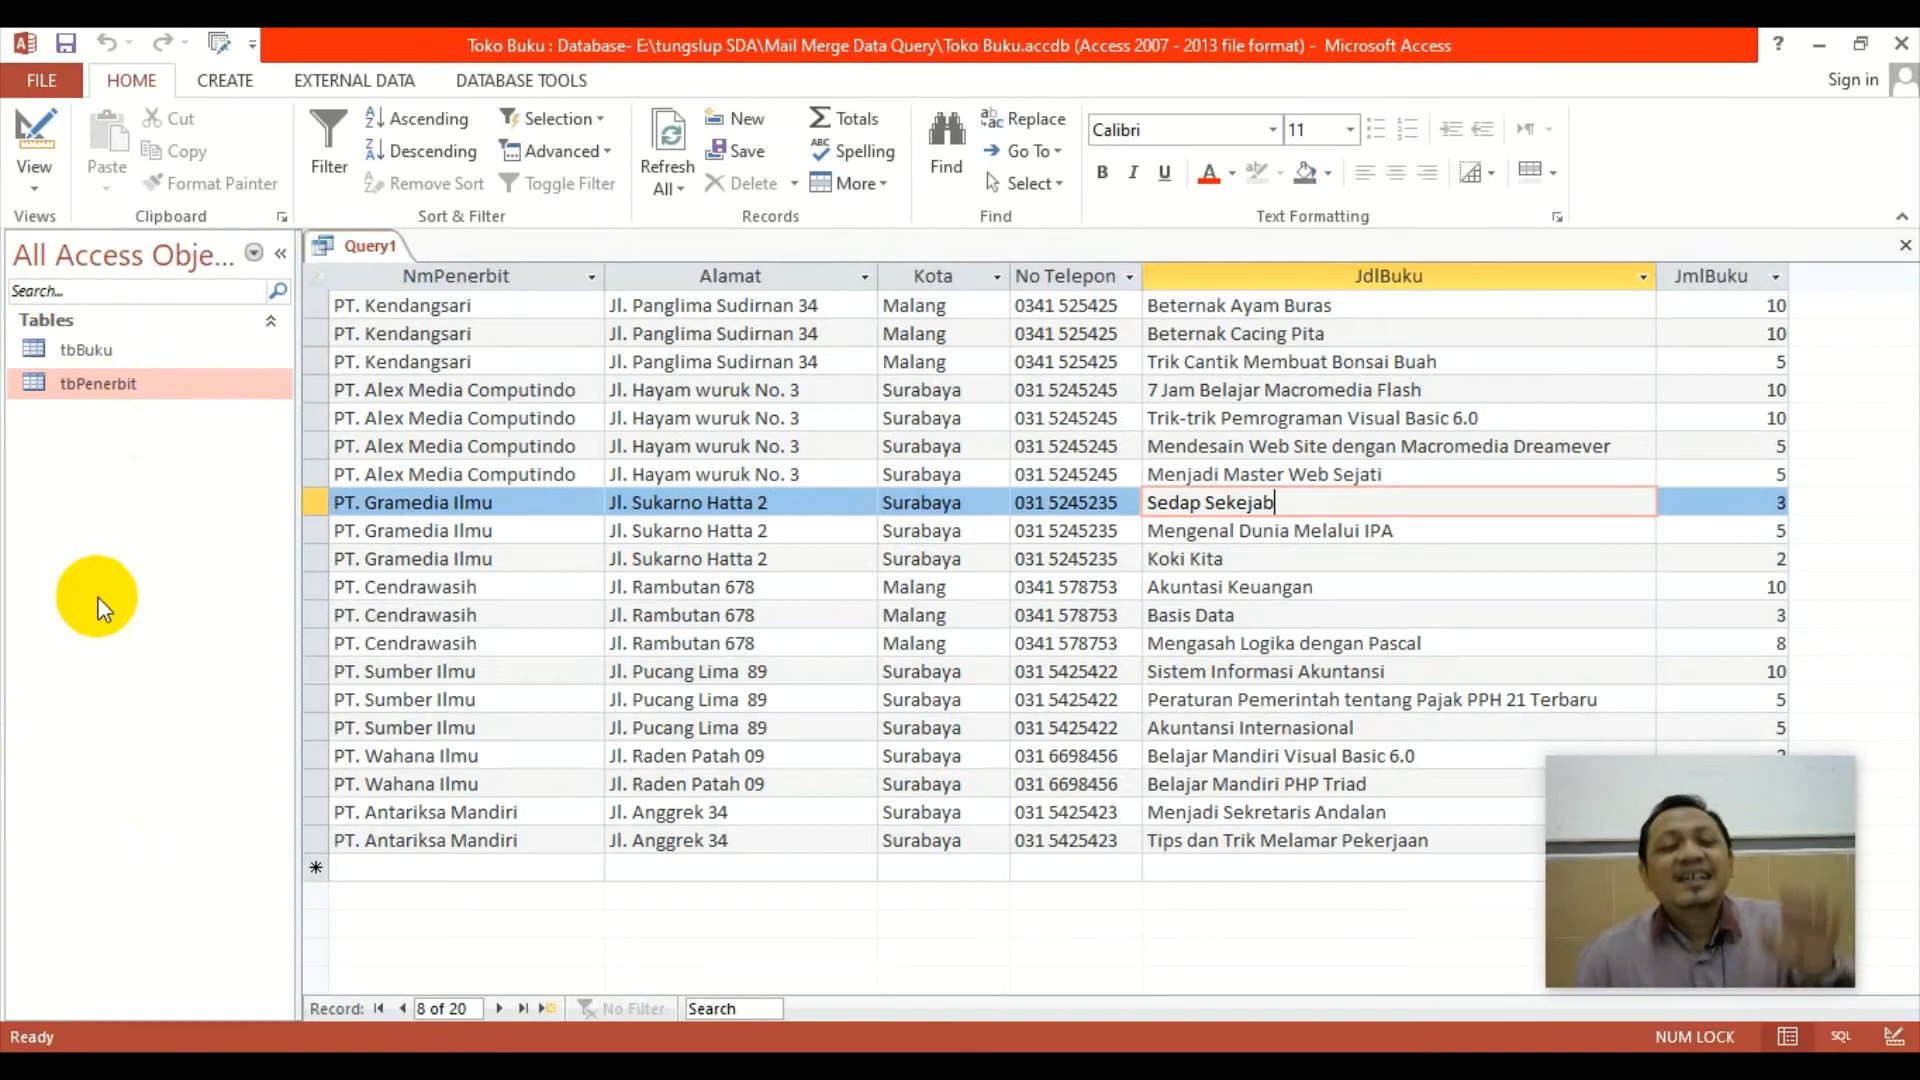 Toko Buku : Database- E:\tungslup SDA\Mail Merge Data Query\Toko Buku.accdb (Access 2007 - 2013 file format) - Microsoft Access
?
FILE HOME CREATE EXTERNAL DATA DATABASE TOOLS Sign in
View Paste Cut Copy Format Painter
Filter Ascending Descending Remove Sort Selection Advanced Toggle Filter
Refresh All New Save Delete Totals Spelling More
Find Replace Go To Select
Calibri 11
B I U A
Views Clipboard Sort & Filter Records Find Text Formatting
All Access Obje...
Search...
Tables
tbBuku
tbPenerbit
Query1
NmPenerbit Alamat Kota No Telepon JdlBuku JmlBuku
PT. Kendangsari Jl. Panglima Sudirnan 34 Malang 0341 525425 Beternak Ayam Buras 10
PT. Kendangsari Jl. Panglima Sudirnan 34 Malang 0341 525425 Beternak Cacing Pita 10
PT. Kendangsari Jl. Panglima Sudirnan 34 Malang 0341 525425 Trik Cantik Membuat Bonsai Buah 5
PT. Alex Media Computindo Jl. Hayam wuruk No. 3 Surabaya 031 5245245 7 Jam Belajar Macromedia Flash 10
PT. Alex Media Computindo Jl. Hayam wuruk No. 3 Surabaya 031 5245245 Trik-trik Pemrograman Visual Basic 6.0 10
PT. Alex Media Computindo Jl. Hayam wuruk No. 3 Surabaya 031 5245245 Mendesain Web Site dengan Macromedia Dreamever 5
PT. Alex Media Computindo Jl. Hayam wuruk No. 3 Surabaya 031 5245245 Menjadi Master Web Sejati 5
PT. Gramedia Ilmu Jl. Sukarno Hatta 2 Surabaya 031 5245235 Sedap Sekejab 3
PT. Gramedia Ilmu Jl. Sukarno Hatta 2 Surabaya 031 5245235 Mengenal Dunia Melalui IPA 5
PT. Gramedia Ilmu Jl. Sukarno Hatta 2 Surabaya 031 5245235 Koki Kita 2
PT. Cendrawasih Jl. Rambutan 678 Malang 0341 578753 Akuntasi Keuangan 10
PT. Cendrawasih Jl. Rambutan 678 Malang 0341 578753 Basis Data 3
PT. Cendrawasih Jl. Rambutan 678 Malang 0341 578753 Mengasah Logika dengan Pascal 8
PT. Sumber Ilmu Jl. Pucang Lima 89 Surabaya 031 5425422 Sistem Informasi Akuntansi 10
PT. Sumber Ilmu Jl. Pucang Lima 89 Surabaya 031 5425422 Peraturan Pemerintah tentang Pajak PPH 21 Terbaru 5
PT. Sumber Ilmu Jl. Pucang Lima 89 Surabaya 031 5425422 Akuntansi Internasional 5
PT. Wahana Ilmu Jl. Raden Patah 09 Surabaya 031 6698456 Belajar Mandiri Visual Basic 6.0
PT. Wahana Ilmu Jl. Raden Patah 09 Surabaya 031 6698456 Belajar Mandiri PHP Triad
PT. Antariksa Mandiri Jl. Anggrek 34 Surabaya 031 5425423 Menjadi Sekretaris Andalan
PT. Antariksa Mandiri Jl. Anggrek 34 Surabaya 031 5425423 Tips dan Trik Melamar Pekerjaan
Record: 8 of 20 No Filter Search
Ready NUM LOCK SQL